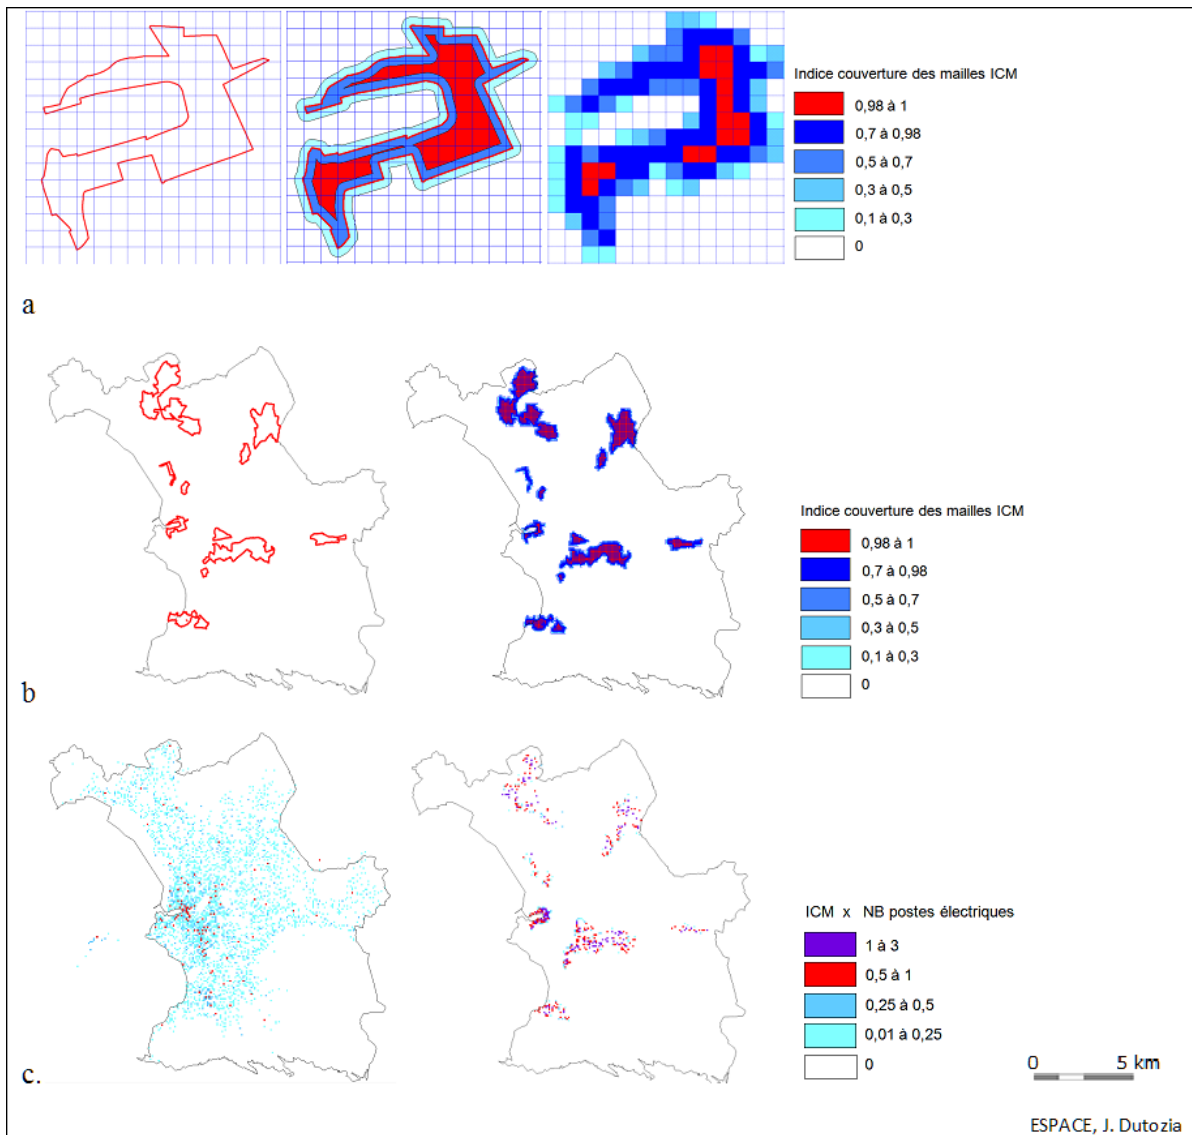 Indice couverture des mailles ICM
0,98 à 1
0,7 à 0,98
0,5 à 0,7
0,3 à 0,5
0,1 à 0,3
0
a
Indice couverture des mailles ICM
0,98 à 1
0,7 à 0,98
0,5 à 0,7
0,3 à 0,5
0,1 à 0,3
0
b
ICM x NB postes électriques
1 à 3
0,5 à 1
0,25 à 0,5
0,01 à 0,25
0
c.
0 5 km
ESPACE, J. Dutozia